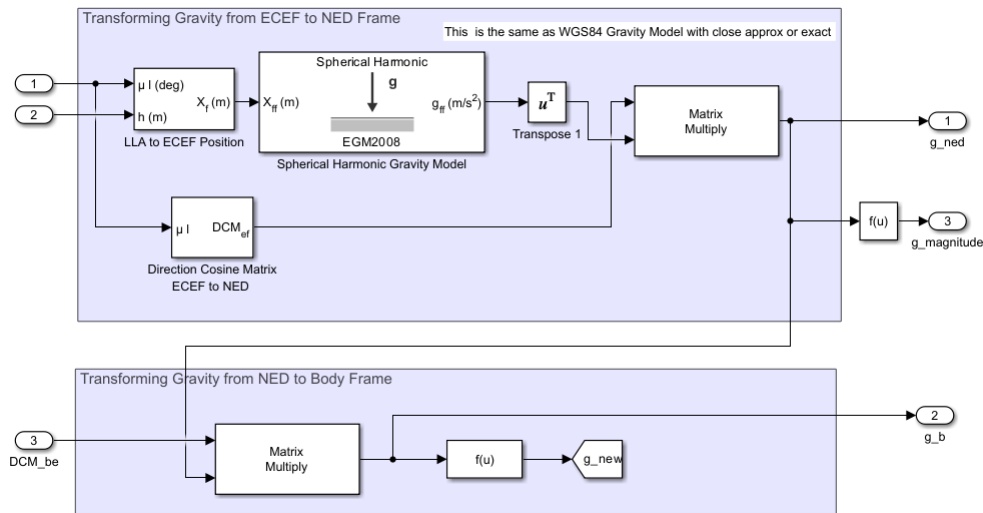 Transforming Gravity from ECEF to NED Frame
This  is the same as WGS84 Gravity Model with close approx or exact
1
2
μ l (deg)
h (m)
X_f (m)
LLA to ECEF Position
Spherical Harmonic
g
X_ff (m)
g_ff (m/s²)
EGM2008
Spherical Harmonic Gravity Model
u^T
Transpose 1
Matrix
Multiply
1
g_ned
μ l
DCM_ef
Direction Cosine Matrix
ECEF to NED
f(u)
3
g_magnitude
Transforming Gravity from NED to Body Frame
3
DCM_be
Matrix
Multiply
f(u)
g_new
2
g_b